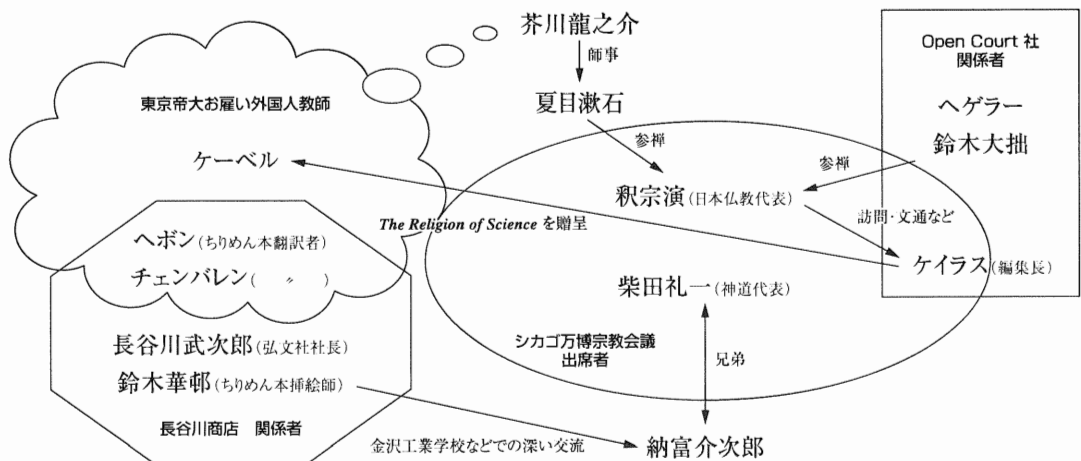 芥川龍之介
師事
夏目漱石
参禅
東京帝大お雇い外国人教師
ケーベル
ヘボン(ちりめん本翻訳者)
チェンバレン( 〃 )
長谷川武次郎(弘文社社長)
鈴木華邨(ちりめん本挿絵師)
長谷川商店 関係者
The Religion of Science を贈呈
釈宗演(日本仏教代表)
柴田礼一(神道代表)
シカゴ万博宗教会議
出席者
兄弟
金沢工業学校などでの深い交流
納富介次郎
Open Court 社
関係者
ヘゲラー
鈴木大拙
参禅
訪問・文通など
ケイラス(編集長)